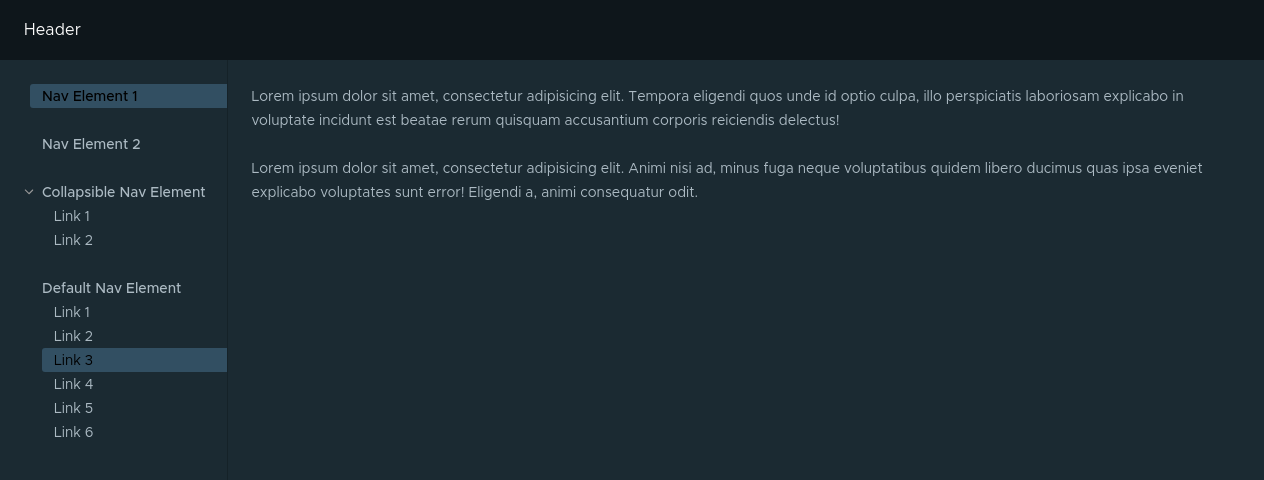 Header
Nav Element 1
Nav Element 2
Collapsible Nav Element
Link 1
Link 2
Default Nav Element
Link 1
Link 2
Link 3
Link 4
Link 5
Link 6
Lorem ipsum dolor sit amet, consectetur adipisicing elit. Tempora eligendi quos unde id optio culpa, illo perspiciatis laboriosam explicabo in
voluptate incidunt est beatae rerum quisquam accusantium corporis reiciendis delectus!
Lorem ipsum dolor sit amet, consectetur adipisicing elit. Animi nisi ad, minus fuga neque voluptatibus quidem libero ducimus quas ipsa eveniet
explicabo voluptates sunt error! Eligendi a, animi consequatur odit.